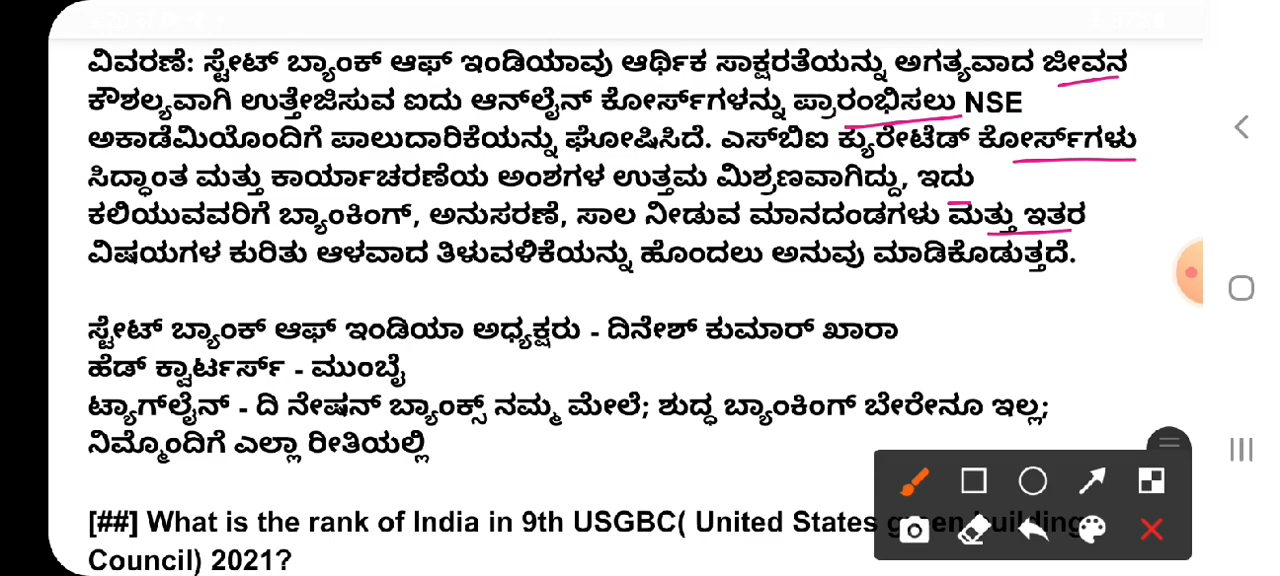 ವಿವರಣೆ: ಸ್ಟೇಟ್ ಬ್ಯಾಂಕ್ ಆಫ್ ಇಂಡಿಯಾವು ಆರ್ಥಿಕ ಸಾಕ್ಷರತೆಯನ್ನು ಅಗತ್ಯವಾದ ಜೀವನ
ಕೌಶಲ್ಯವಾಗಿ ಉತ್ತೇಜಿಸುವ ಐದು ಆನ್‌ಲೈನ್ ಕೋರ್ಸ್‌ಗಳನ್ನು ಪ್ರಾರಂಭಿಸಲು NSE
ಅಕಾಡೆಮಿಯೊಂದಿಗೆ ಪಾಲುದಾರಿಕೆಯನ್ನು ಘೋಷಿಸಿದೆ. ಎಸ್‌ಬಿಐ ಕ್ಯುರೇಟೆಡ್ ಕೋರ್ಸ್‌ಗಳು
ಸಿದ್ಧಾಂತ ಮತ್ತು ಕಾರ್ಯಾಚರಣೆಯ ಅಂಶಗಳ ಉತ್ತಮ ಮಿಶ್ರಣವಾಗಿದ್ದು, ಇದು
ಕಲಿಯುವವರಿಗೆ ಬ್ಯಾಂಕಿಂಗ್, ಅನುಸರಣೆ, ಸಾಲ ನೀಡುವ ಮಾನದಂಡಗಳು ಮತ್ತು ಇತರ
ವಿಷಯಗಳ ಕುರಿತು ಆಳವಾದ ತಿಳುವಳಿಕೆಯನ್ನು ಹೊಂದಲು ಅನುವು ಮಾಡಿಕೊಡುತ್ತದೆ.
ಸ್ಟೇಟ್ ಬ್ಯಾಂಕ್ ಆಫ್ ಇಂಡಿಯಾ ಅಧ್ಯಕ್ಷರು - ದಿನೇಶ್ ಕುಮಾರ್ ಖಾರಾ
ಹೆಡ್ ಕ್ವಾರ್ಟರ್ಸ್ - ಮುಂಬೈ
ಟ್ಯಾಗ್‌ಲೈನ್ - ದಿ ನೇಷನ್ ಬ್ಯಾಂಕ್ಸ್ ನಮ್ಮ ಮೇಲೆ; ಶುದ್ಧ ಬ್ಯಾಂಕಿಂಗ್ ಬೇರೇನೂ ಇಲ್ಲ;
ನಿಮ್ಮೊಂದಿಗೆ ಎಲ್ಲಾ ರೀತಿಯಲ್ಲಿ
[##] What is the rank of India in 9th USGBC( United States green building
Council) 2021?